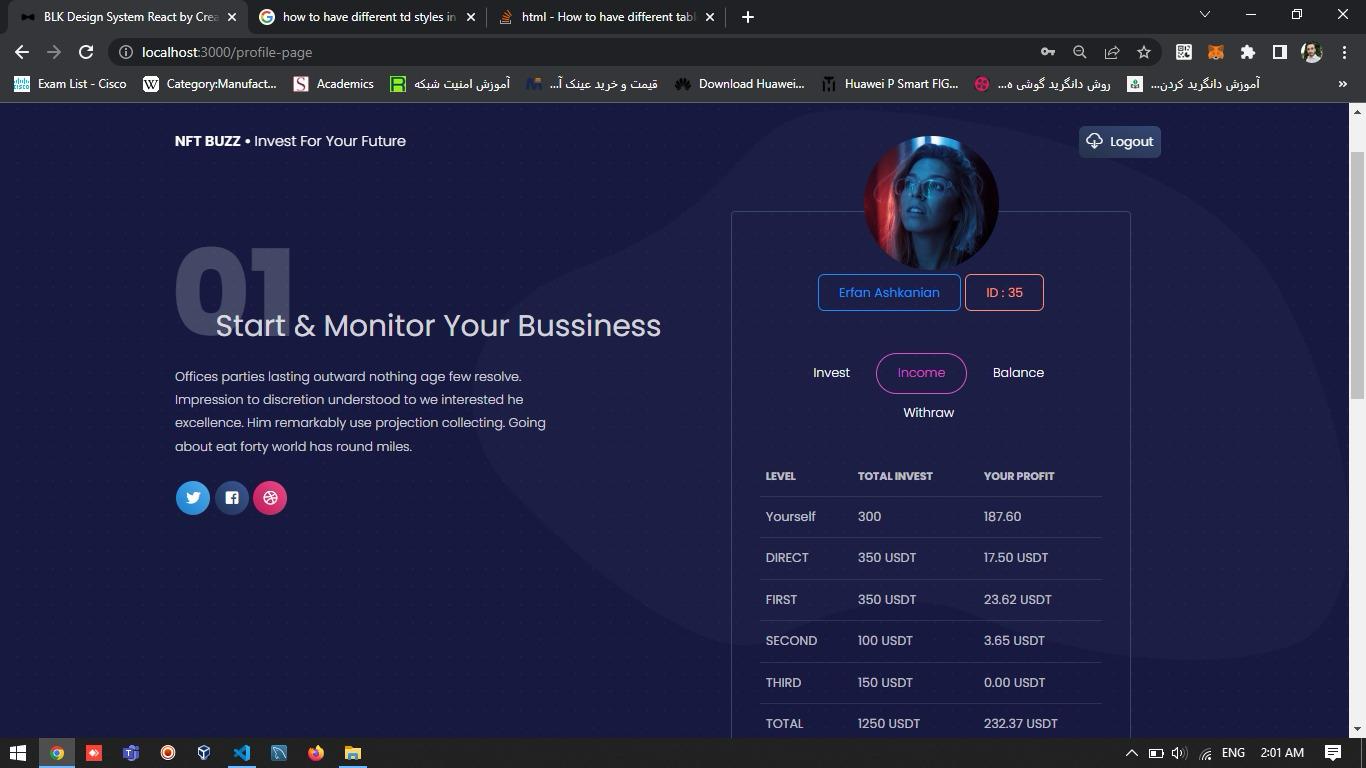 BLK Design System React by Crea
how to have different td styles in
html - How to have different tabl
localhost:3000/profile-page
Exam List - Cisco
Category:Manufact...
Academics
آموزش امنیت شبکه
قیمت و خرید عینک آ...
Download Huawei...
Huawei P Smart FIG...
روش دانگرید گوشی ه...
آموزش دانگرید کردن...
NFT BUZZ • Invest For Your Future
Logout
01
Start & Monitor Your Bussiness
Offices parties lasting outward nothing age few resolve.
Impression to discretion understood to we interested he
excellence. Him remarkably use projection collecting. Going
about eat forty world has round miles.
Erfan Ashkanian
ID : 35
Invest
Income
Balance
Withraw
LEVEL TOTAL INVEST YOUR PROFIT
Yourself 300 187.60
DIRECT 350 USDT 17.50 USDT
FIRST 350 USDT 23.62 USDT
SECOND 100 USDT 3.65 USDT
THIRD 150 USDT 0.00 USDT
TOTAL 1250 USDT 232.37 USDT
ENG
2:01 AM